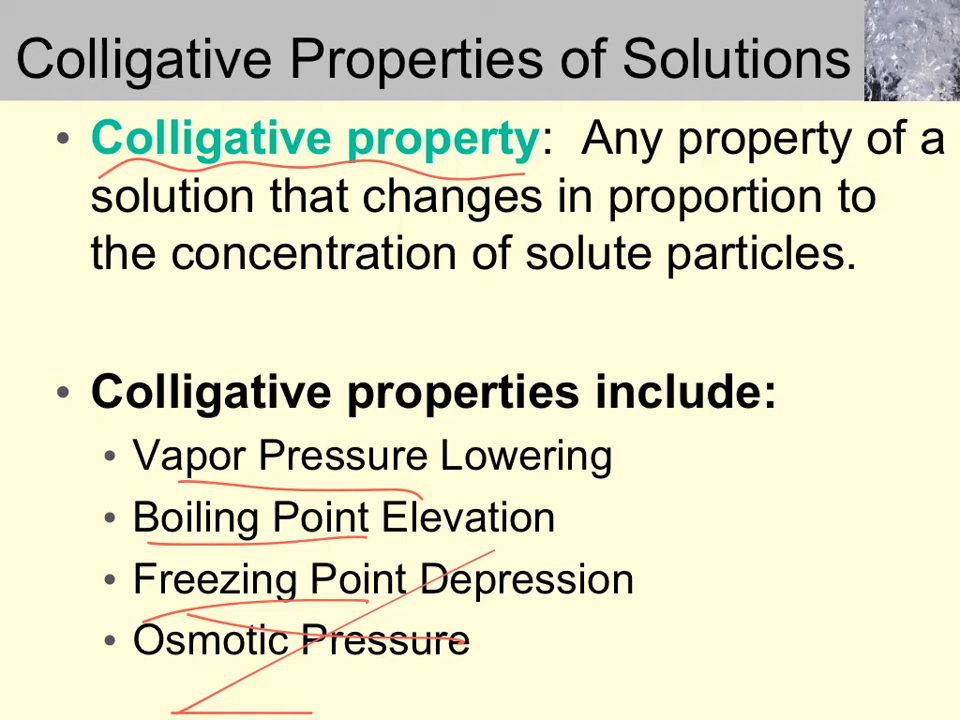 Colligative Properties of Solutions
• Colligative property: Any property of a
solution that changes in proportion to
the concentration of solute particles.
• Colligative properties include:
• Vapor Pressure Lowering
• Boiling Point Elevation
• Freezing Point Depression
• Osmotic Pressure